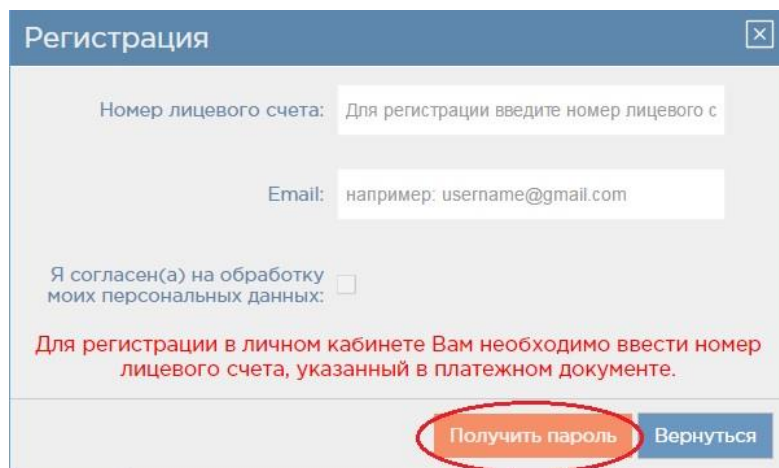 Регистрация
Номер лицевого счета: Для регистрации введите номер лицевого с
Email: например: username@gmail.com
Я согласен(а) на обработку
моих персональных данных:
Для регистрации в личном кабинете Вам необходимо ввести номер
лицевого счета, указанный в платежном документе.
Получить пароль Вернуться